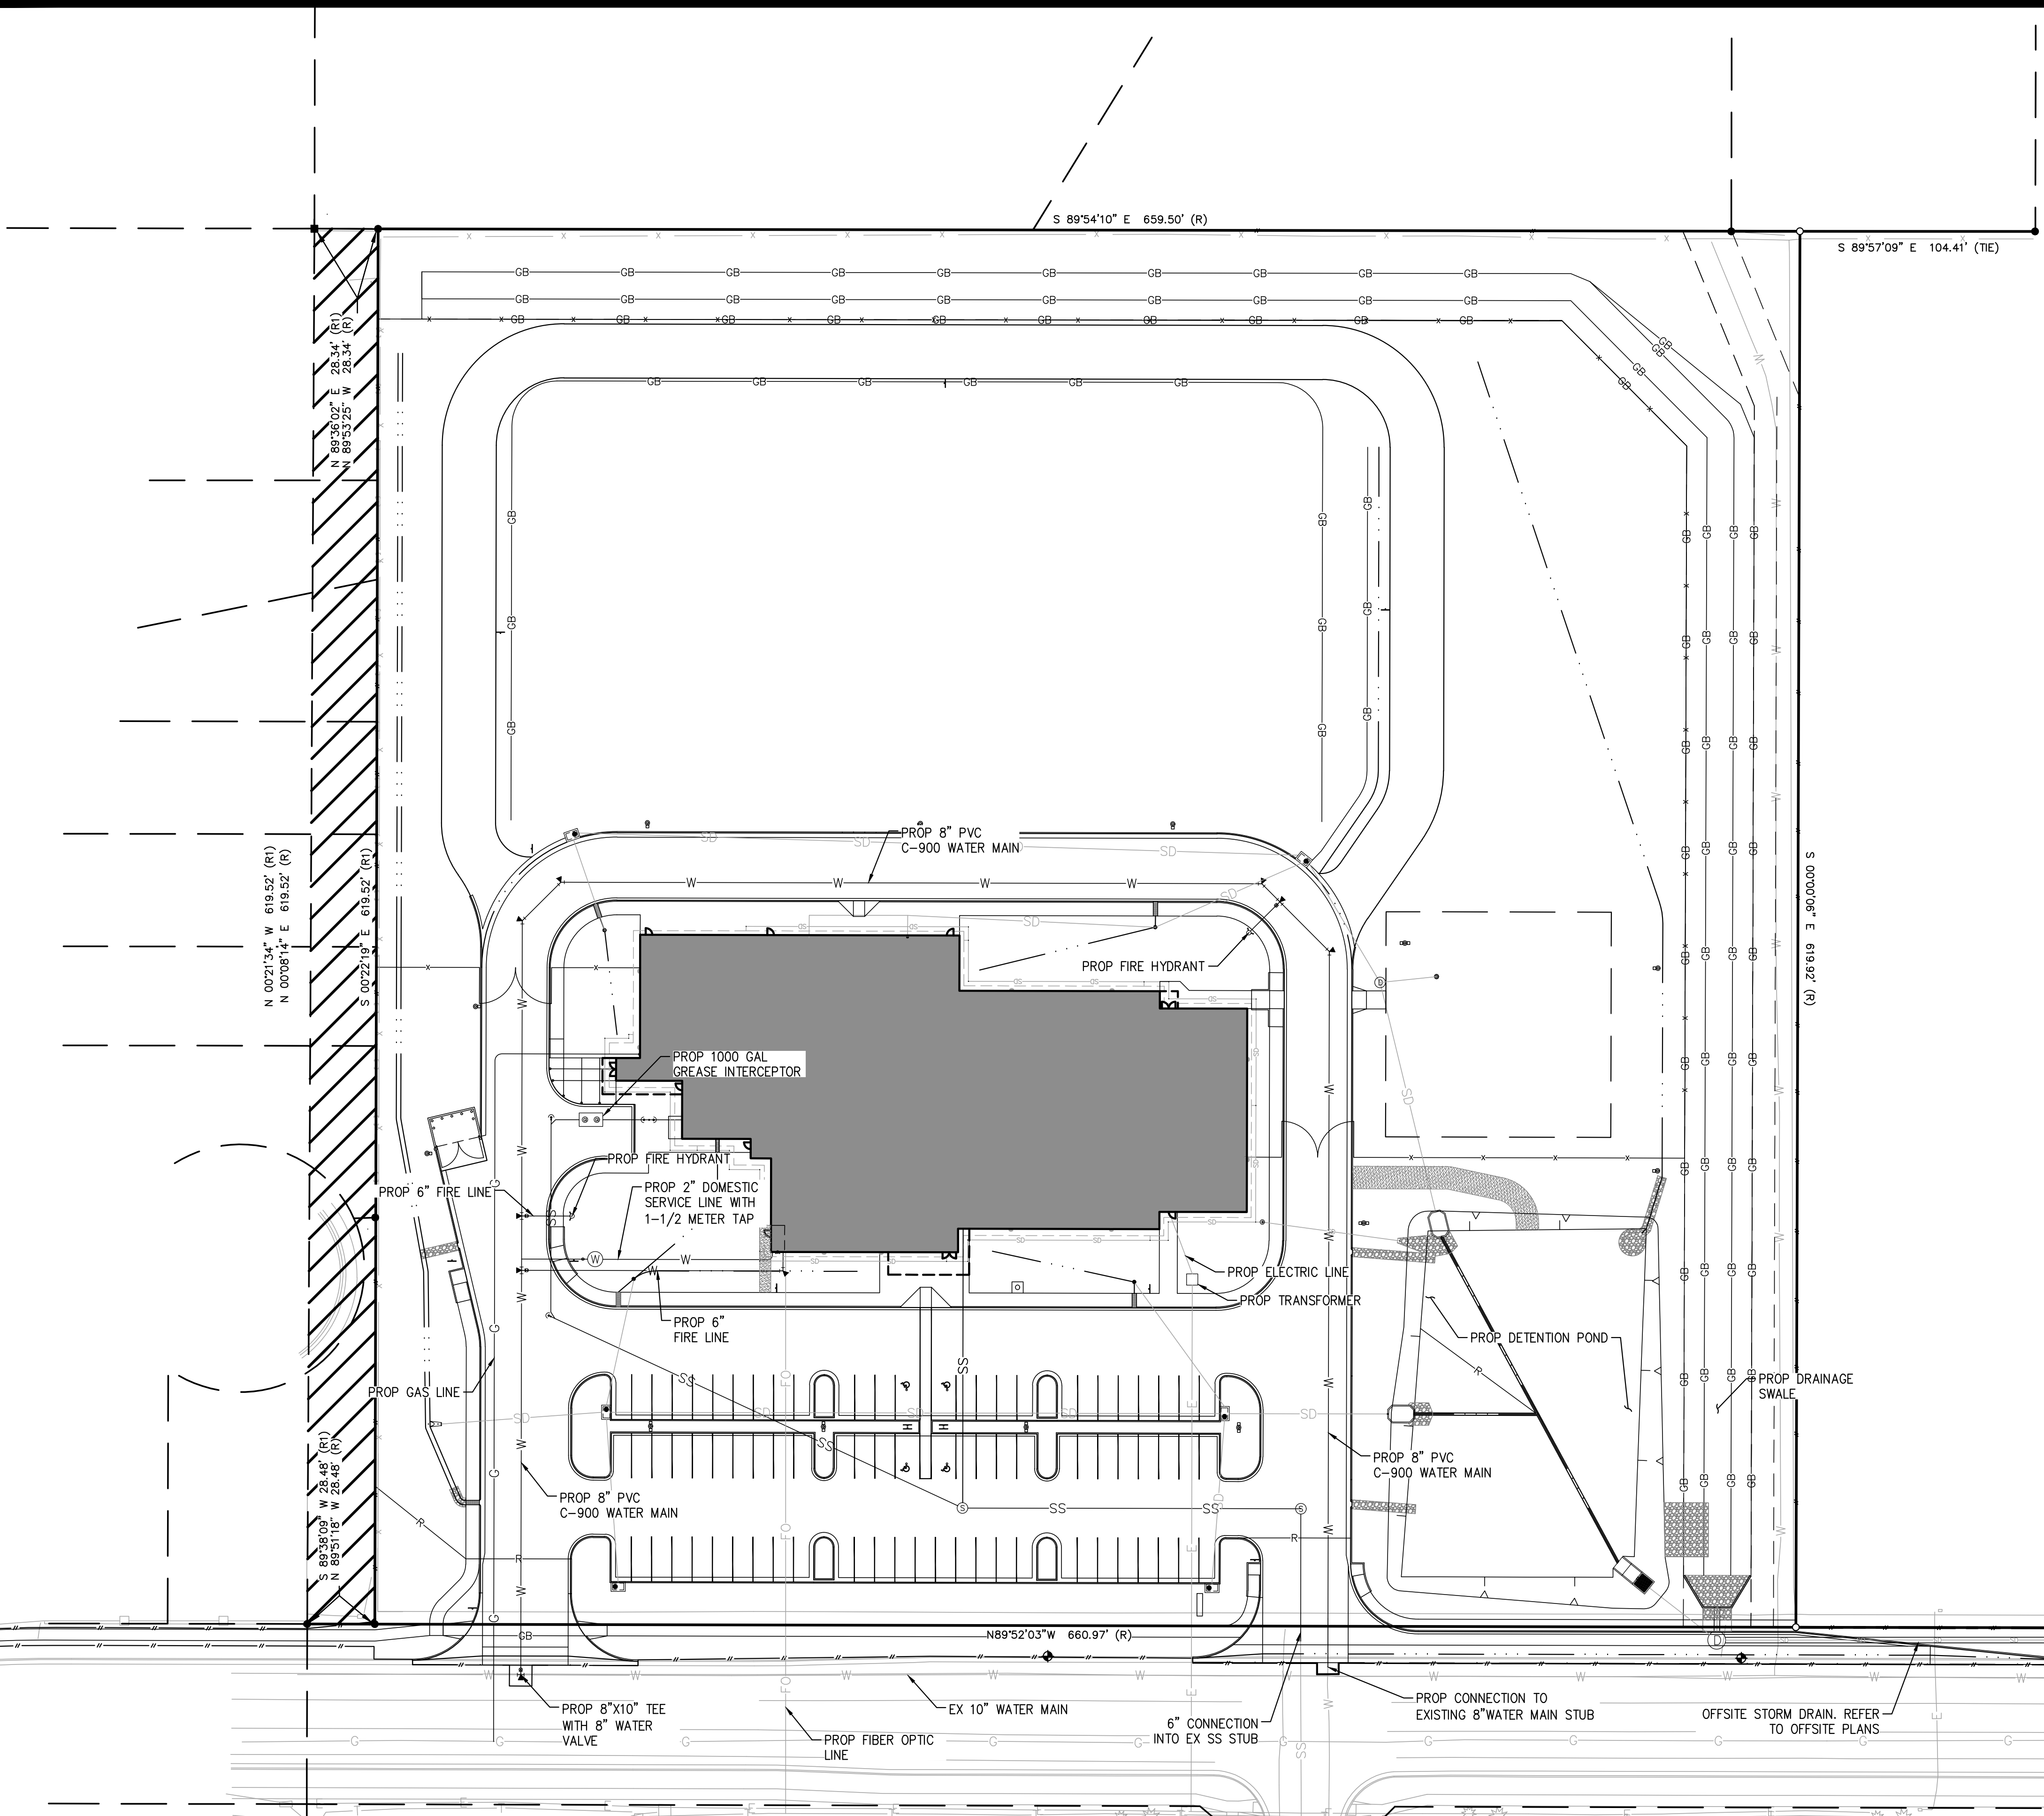 S 89°54'10" E 659.50' (R)
S 89°57'09" E 104.41' (TIE)
N 89°36'02" E 28.34' (R1)
N 89°53'25" W 28.34' (R)
PROP 8" PVC
C-900 WATER MAIN
N 00°21'34" W 619.52' (R1)
N 00°08'14" E 619.52' (R)
S 00°22'19" E 619.52' (R1)
S 00°00'06" E 619.92' (R)
PROP FIRE HYDRANT
PROP 1000 GAL
GREASE INTERCEPTOR
PROP FIRE HYDRANT
PROP 6" FIRE LINE
PROP 2" DOMESTIC
SERVICE LINE WITH
1-1/2 METER TAP
PROP ELECTRIC LINE
PROP TRANSFORMER
PROP 6"
FIRE LINE
PROP DETENTION POND
PROP GAS LINE
PROP DRAINAGE
SWALE
PROP 8" PVC
C-900 WATER MAIN
PROP 8" PVC
C-900 WATER MAIN
S 89°38'09" W 28.48' (R1)
N 89°51'18" W 28.48' (R)
N89°52'03"W 660.97' (R)
PROP 8"X10" TEE
WITH 8" WATER
VALVE
PROP FIBER OPTIC
LINE
EX 10" WATER MAIN
6" CONNECTION
INTO EX SS STUB
PROP CONNECTION TO
EXISTING 8"WATER MAIN STUB
OFFSITE STORM DRAIN. REFER
TO OFFSITE PLANS